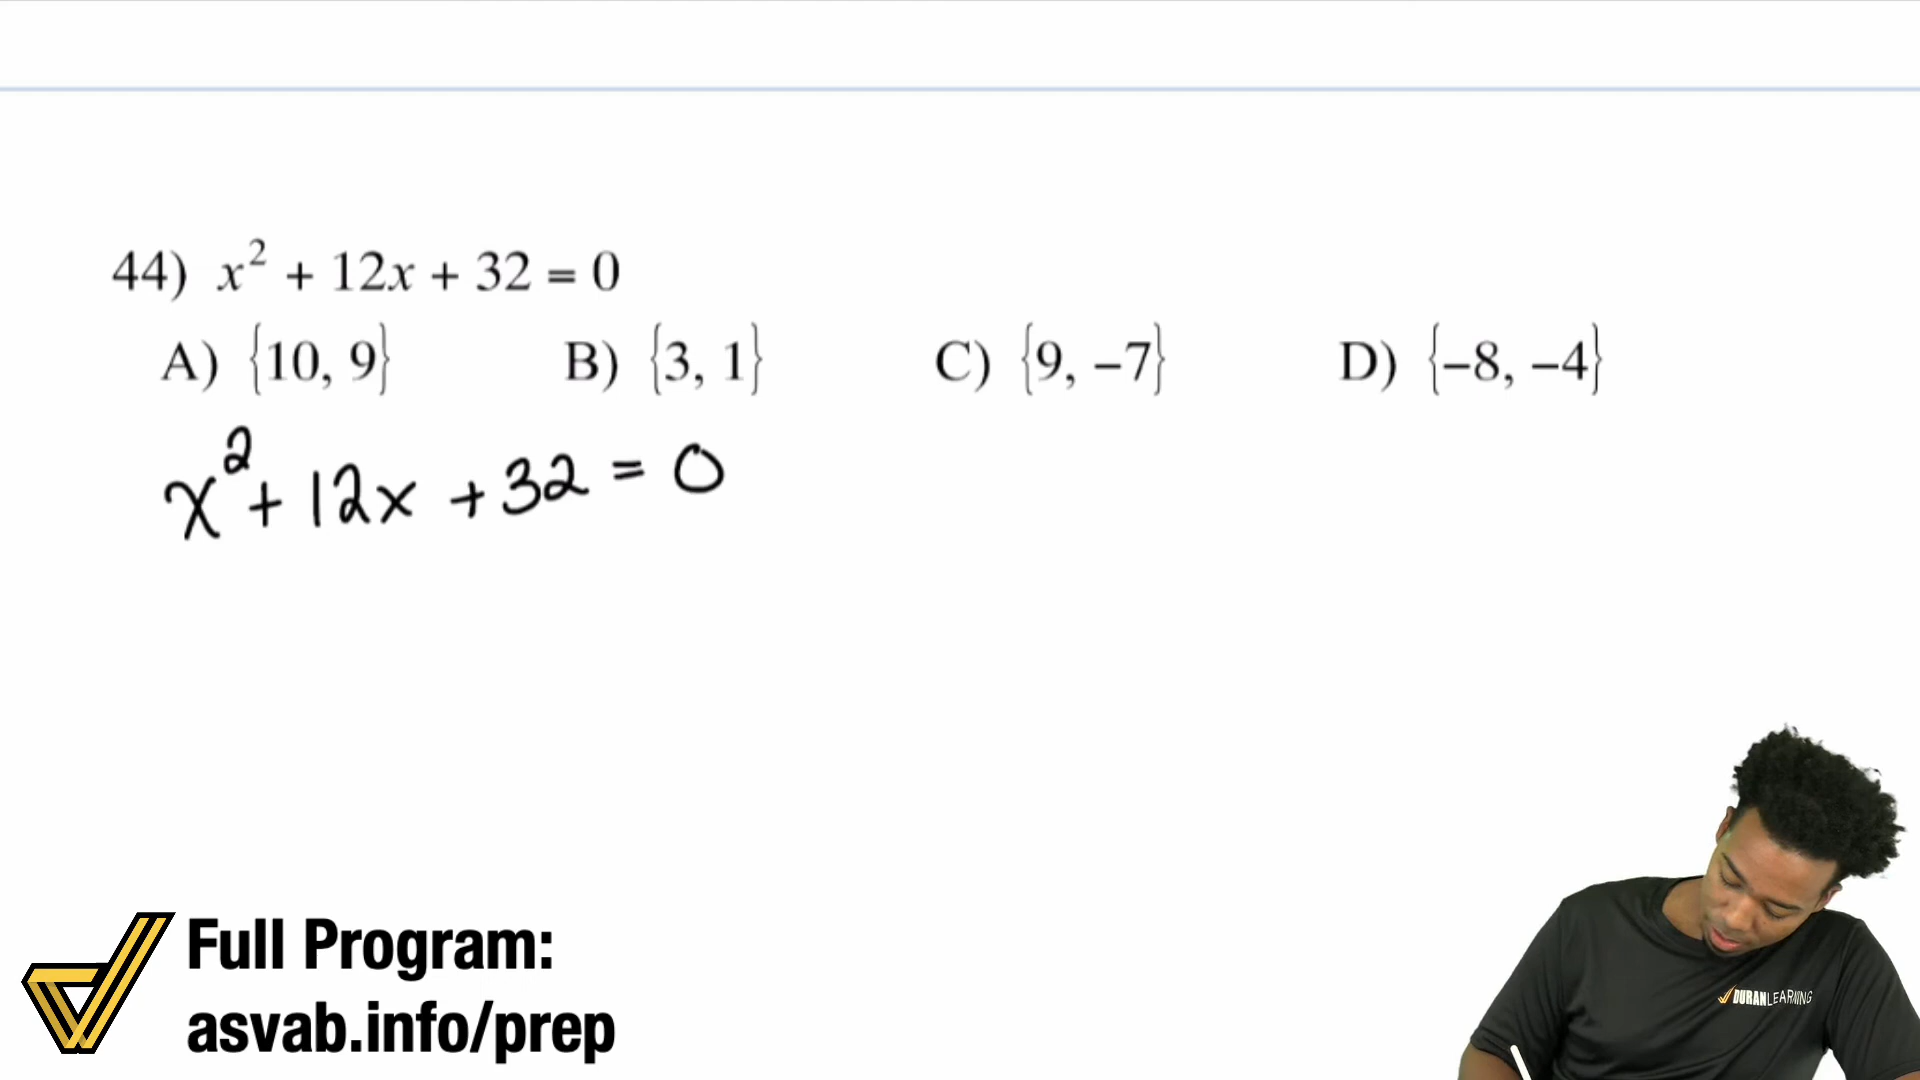 44) x² + 12x + 32 = 0
A) {10, 9} B) {3, 1} C) {9, −7} D) {−8, −4}
x² + 12x + 32 = 0
DURANLEARNING
Full Program:
asvab.info/prep